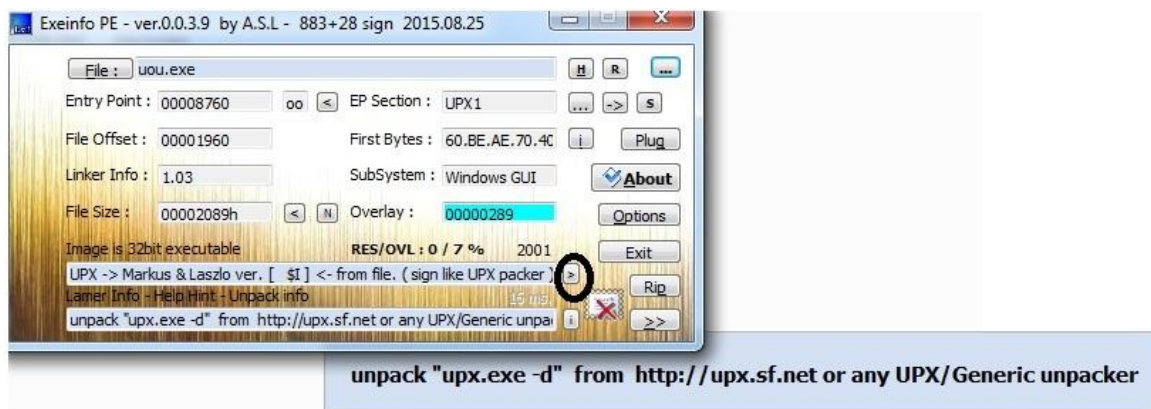 Exeinfo PE - ver.0.0.3.9 by A.S.L - 883+28 sign 2015.08.25
File : uou.exe H R ...
Entry Point : 00008760 oo < EP Section : UPX1 ... -> S
File Offset : 00001960 First Bytes : 60.BE.AE.70.40 i Plug
Linker Info : 1.03 SubSystem : Windows GUI About
File Size : 00002089h < N Overlay : 00000289 Options
Image is 32bit executable RES/OVL : 0 / 7 % 2001 Exit
UPX -> Markus & Laszlo ver. [ $I ] <- from file. ( sign like UPX packer ) >
Lamer Info - Help Hint - Unpack info 16 ms. Rip
unpack "upx.exe -d" from http://upx.sf.net or any UPX/Generic unpa i >>
unpack "upx.exe -d" from http://upx.sf.net or any UPX/Generic unpacker